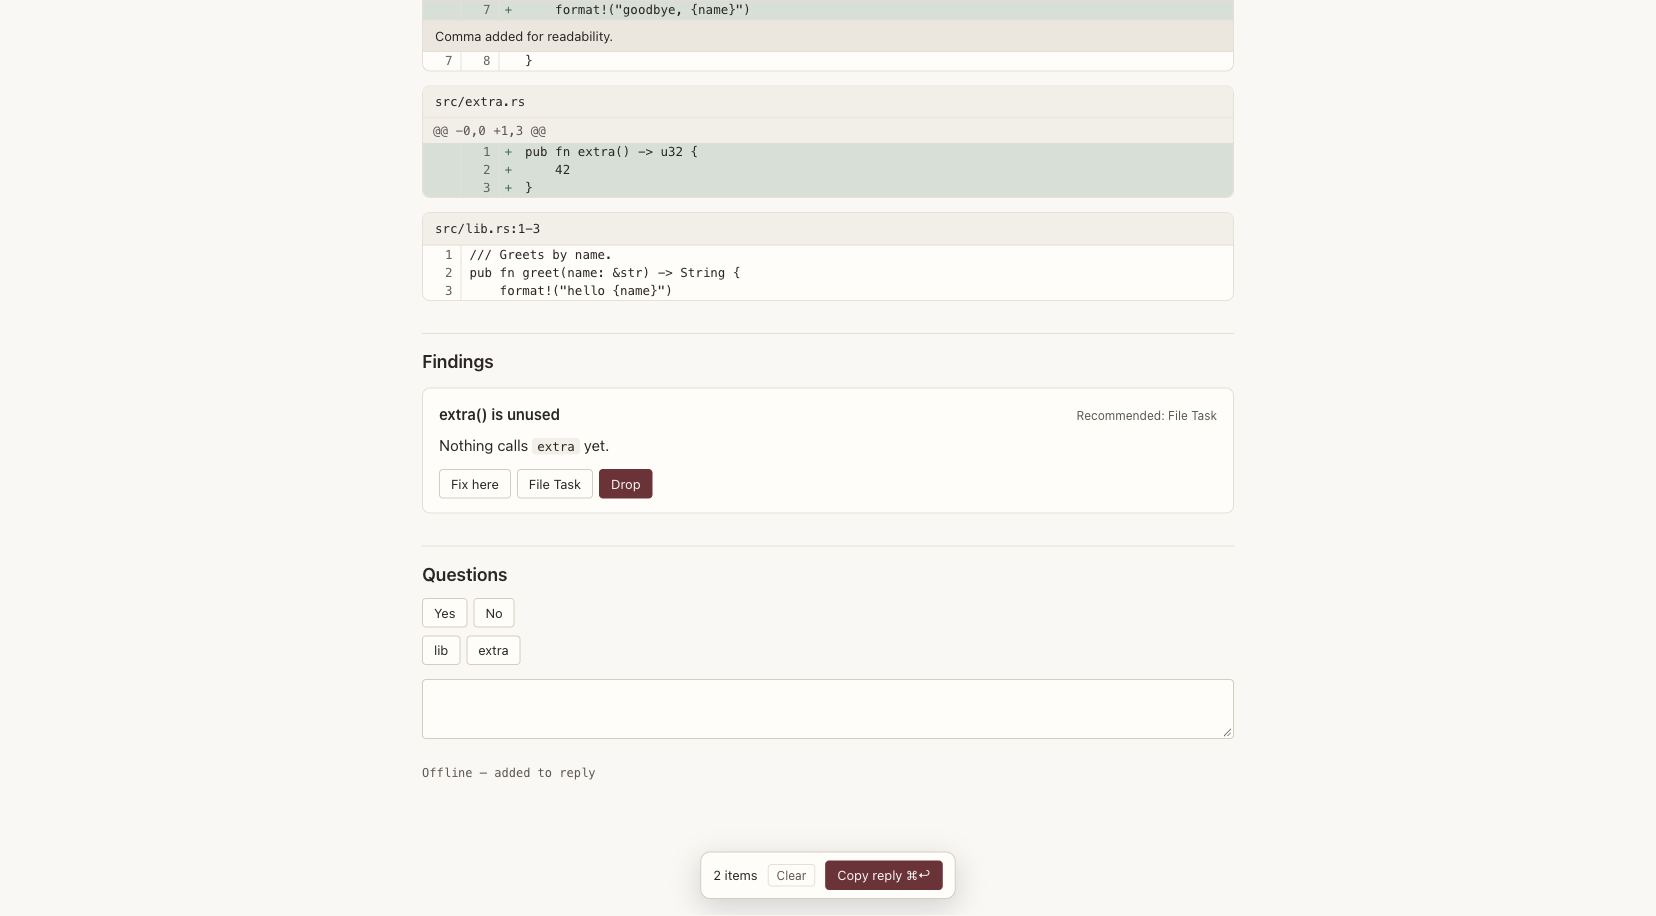 7 + format!("goodbye, {name}")
Comma added for readability.
7 8 }
src/extra.rs
@@ -0,0 +1,3 @@
1 + pub fn extra() -> u32 {
2 + 42
3 + }
src/lib.rs:1-3
1 /// Greets by name.
2 pub fn greet(name: &str) -> String {
3 format!("hello {name}")
Findings
extra() is unused Recommended: File Task
Nothing calls extra yet.
Fix here File Task Drop
Questions
Yes No
lib extra
Offline — added to reply
2 items Clear Copy reply ⌘↩